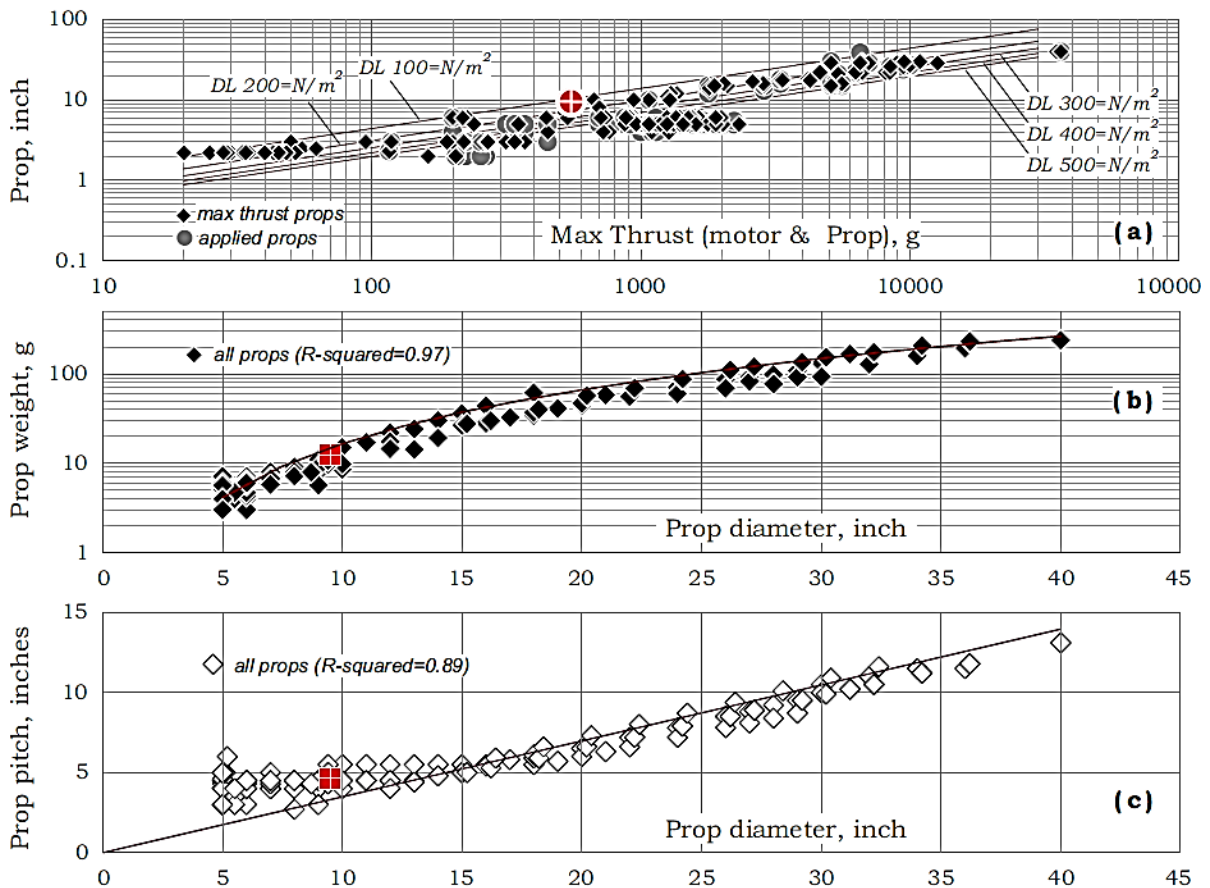 100
10
1
0.1
Prop, inch
DL 200=N/m²
DL 100=N/m²
DL 300=N/m²
DL 400=N/m²
DL 500=N/m²
max thrust props
applied props
Max Thrust (motor & Prop), g
(a)
10 100 1000 10000 10000
100
10
1
Prop weight, g
all props (R-squared=0.97)
(b)
Prop diameter, inch
0 5 10 15 20 25 30 35 40 45
15
10
5
0
Prop pitch, inches
all props (R-squared=0.89)
(c)
Prop diameter, inch
0 5 10 15 20 25 30 35 40 45